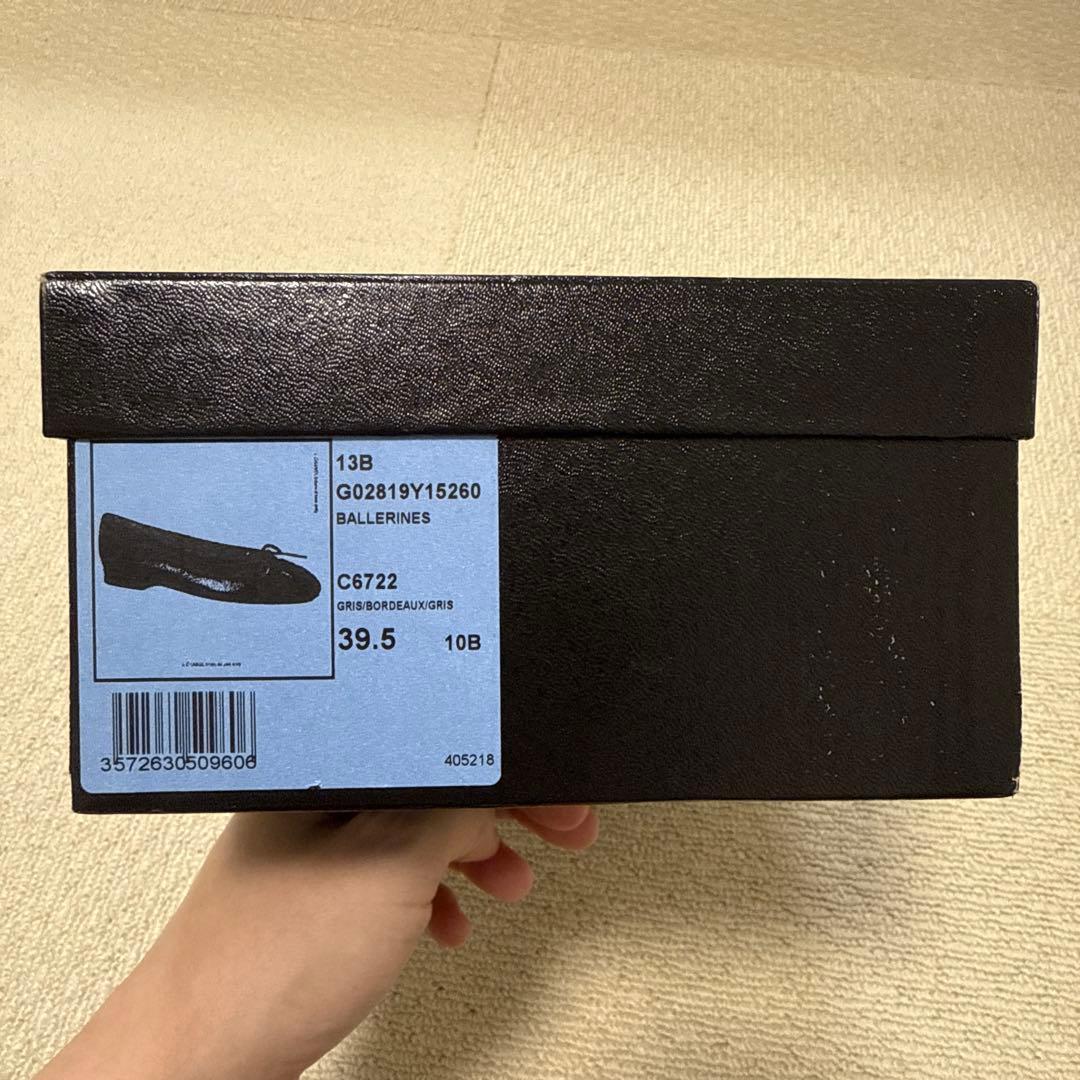 13B
G02819Y15260
BALLERINES
C6722
GRIS/BORDEAUX/GRIS
39.5 10B
3572630509606
405218